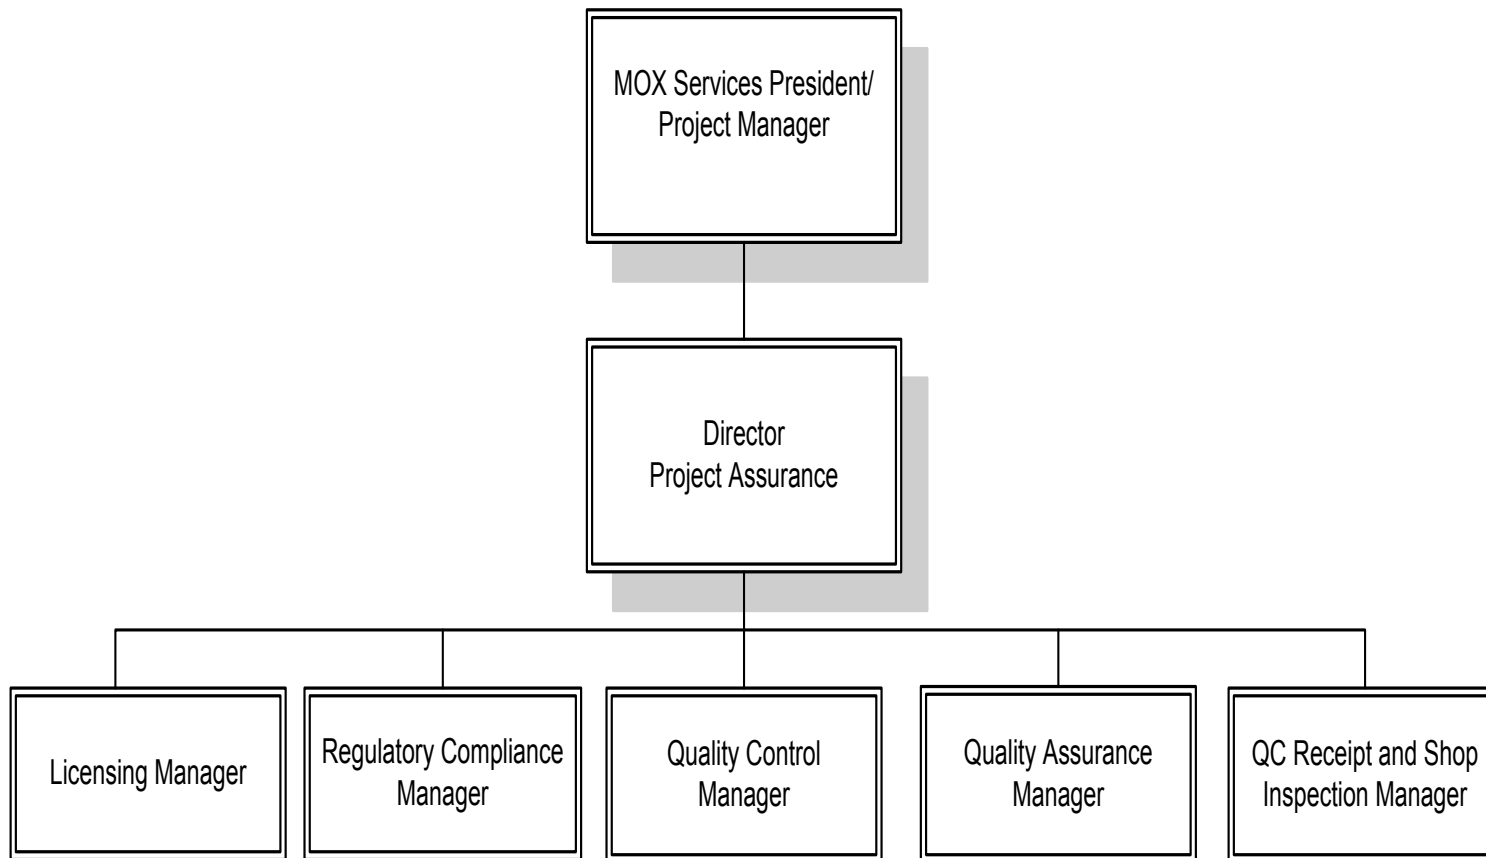 MOX Services President/
Project Manager
Director
Project Assurance
Licensing Manager
Regulatory Compliance
Manager
Quality Control
Manager
Quality Assurance
Manager
QC Receipt and Shop
Inspection Manager